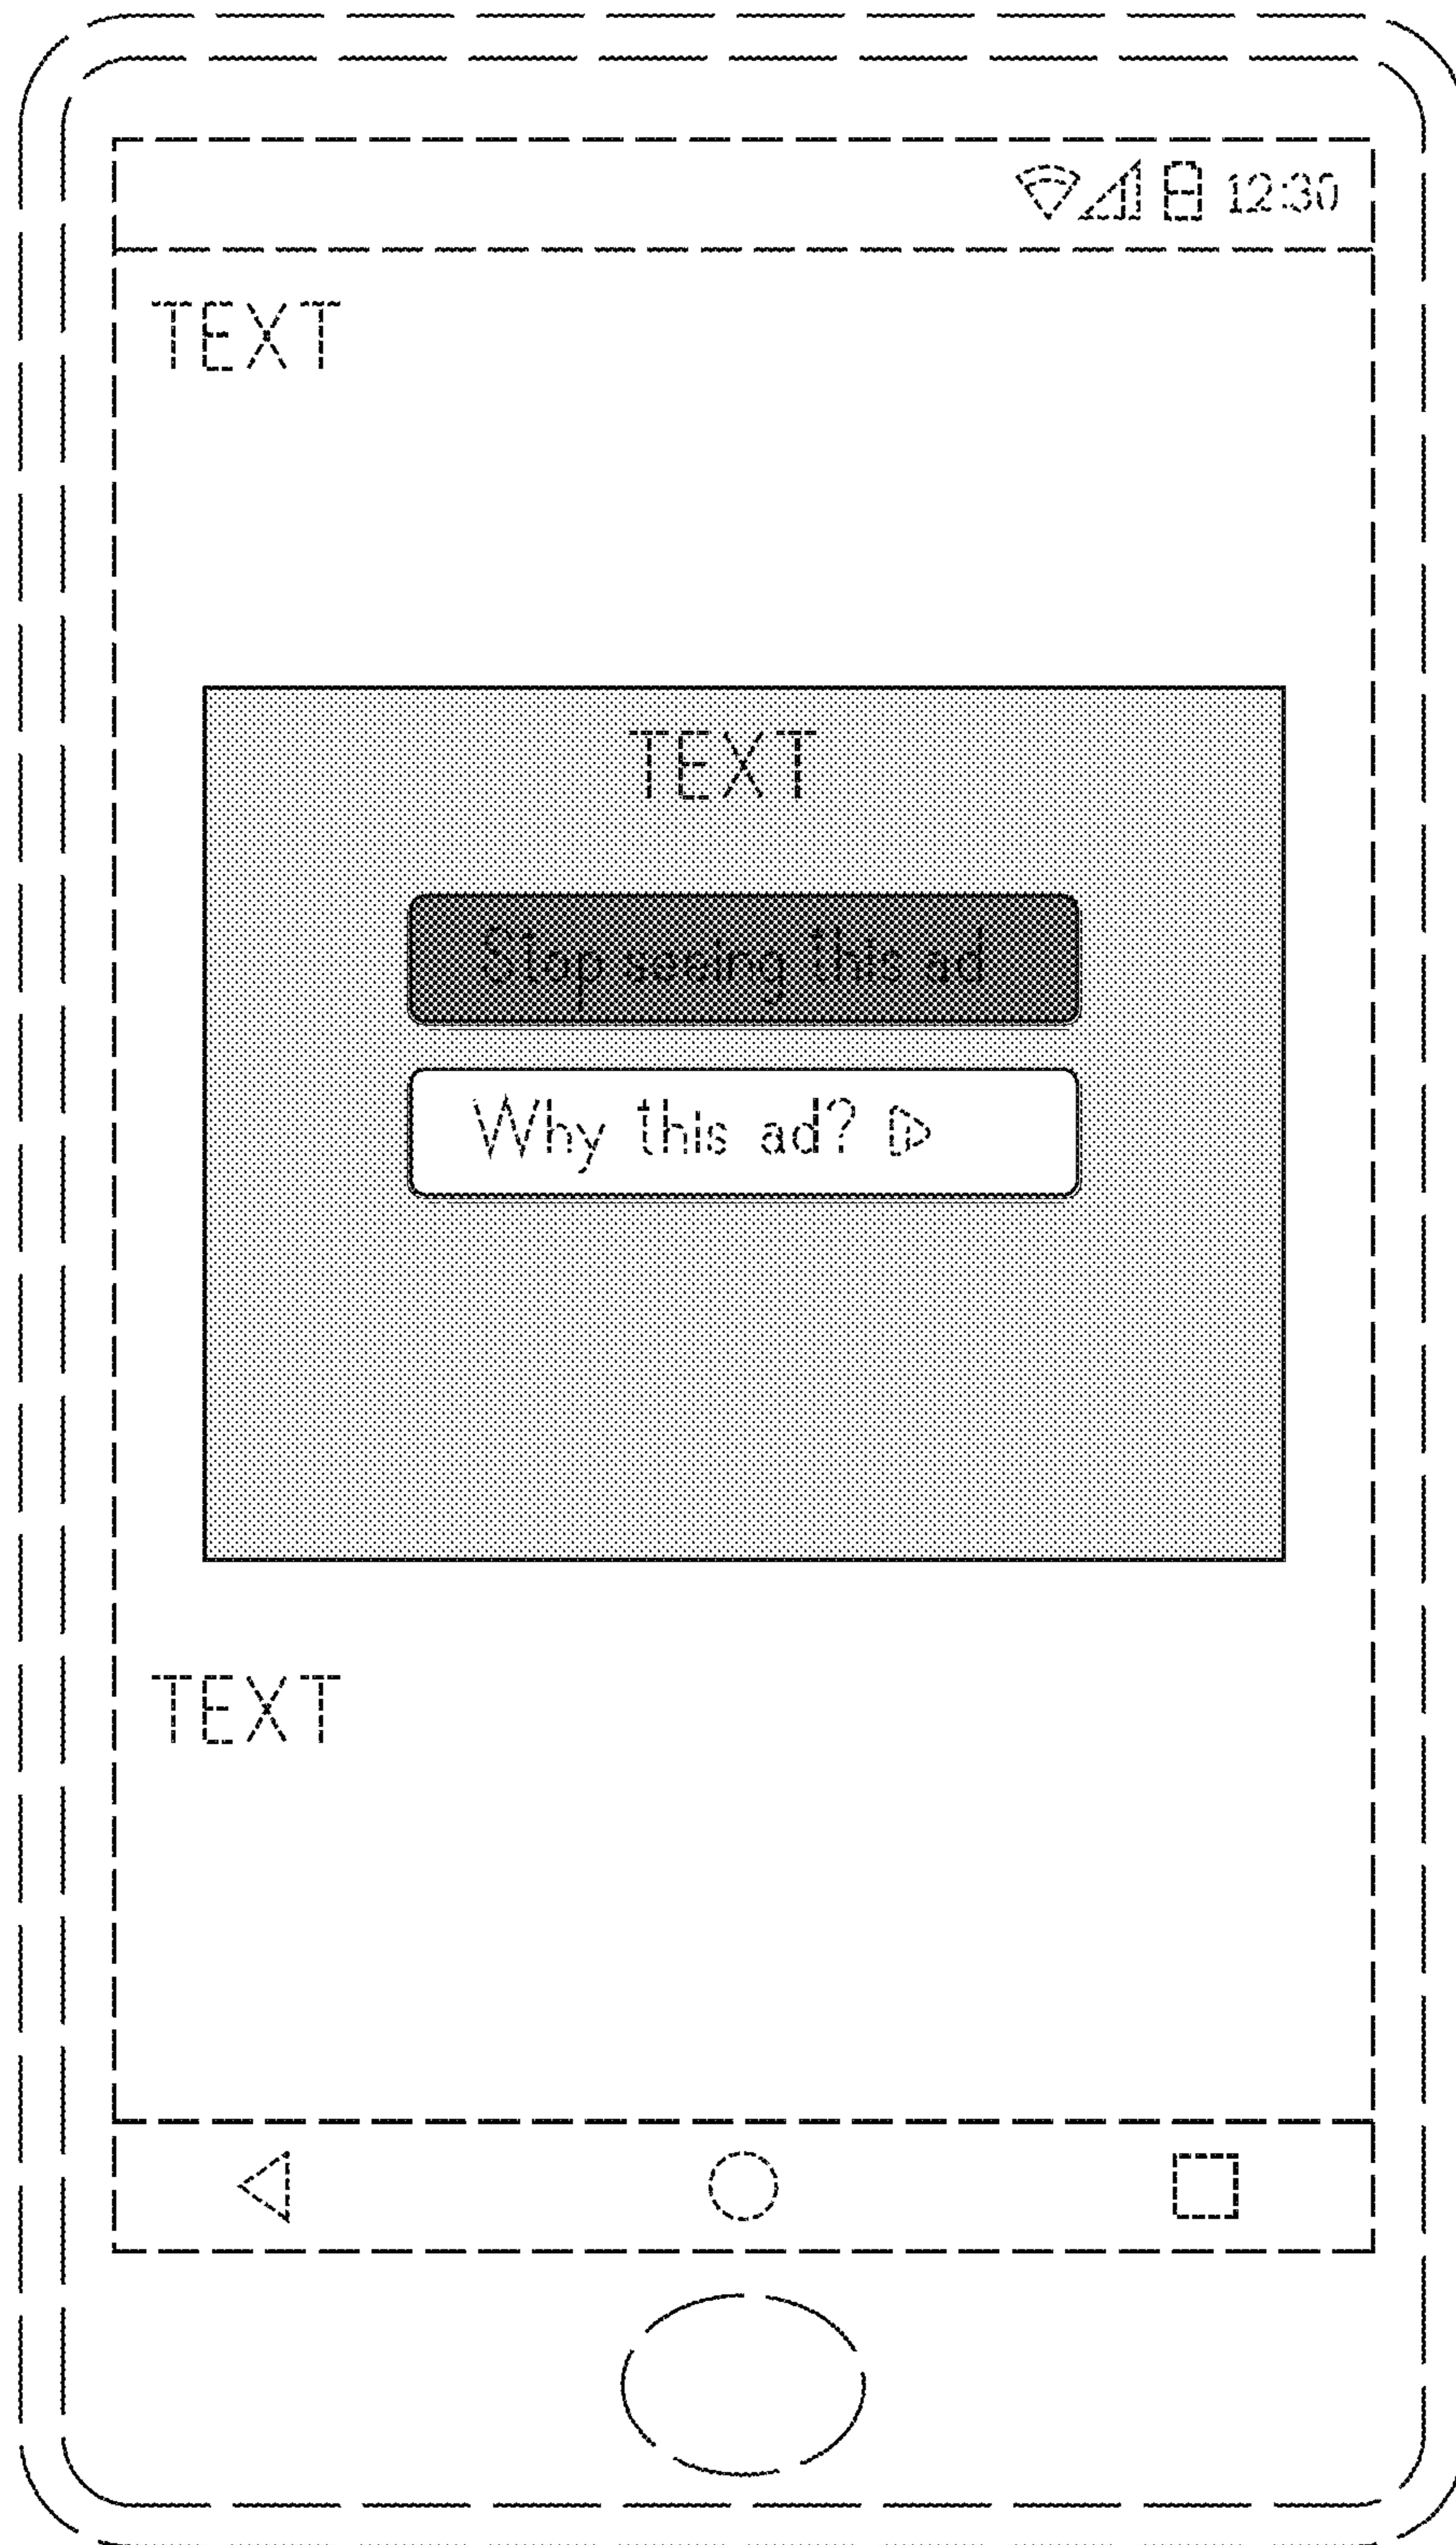 12:30
TEXT
TEXT
Stop seeing this ad
Why this ad?
TEXT